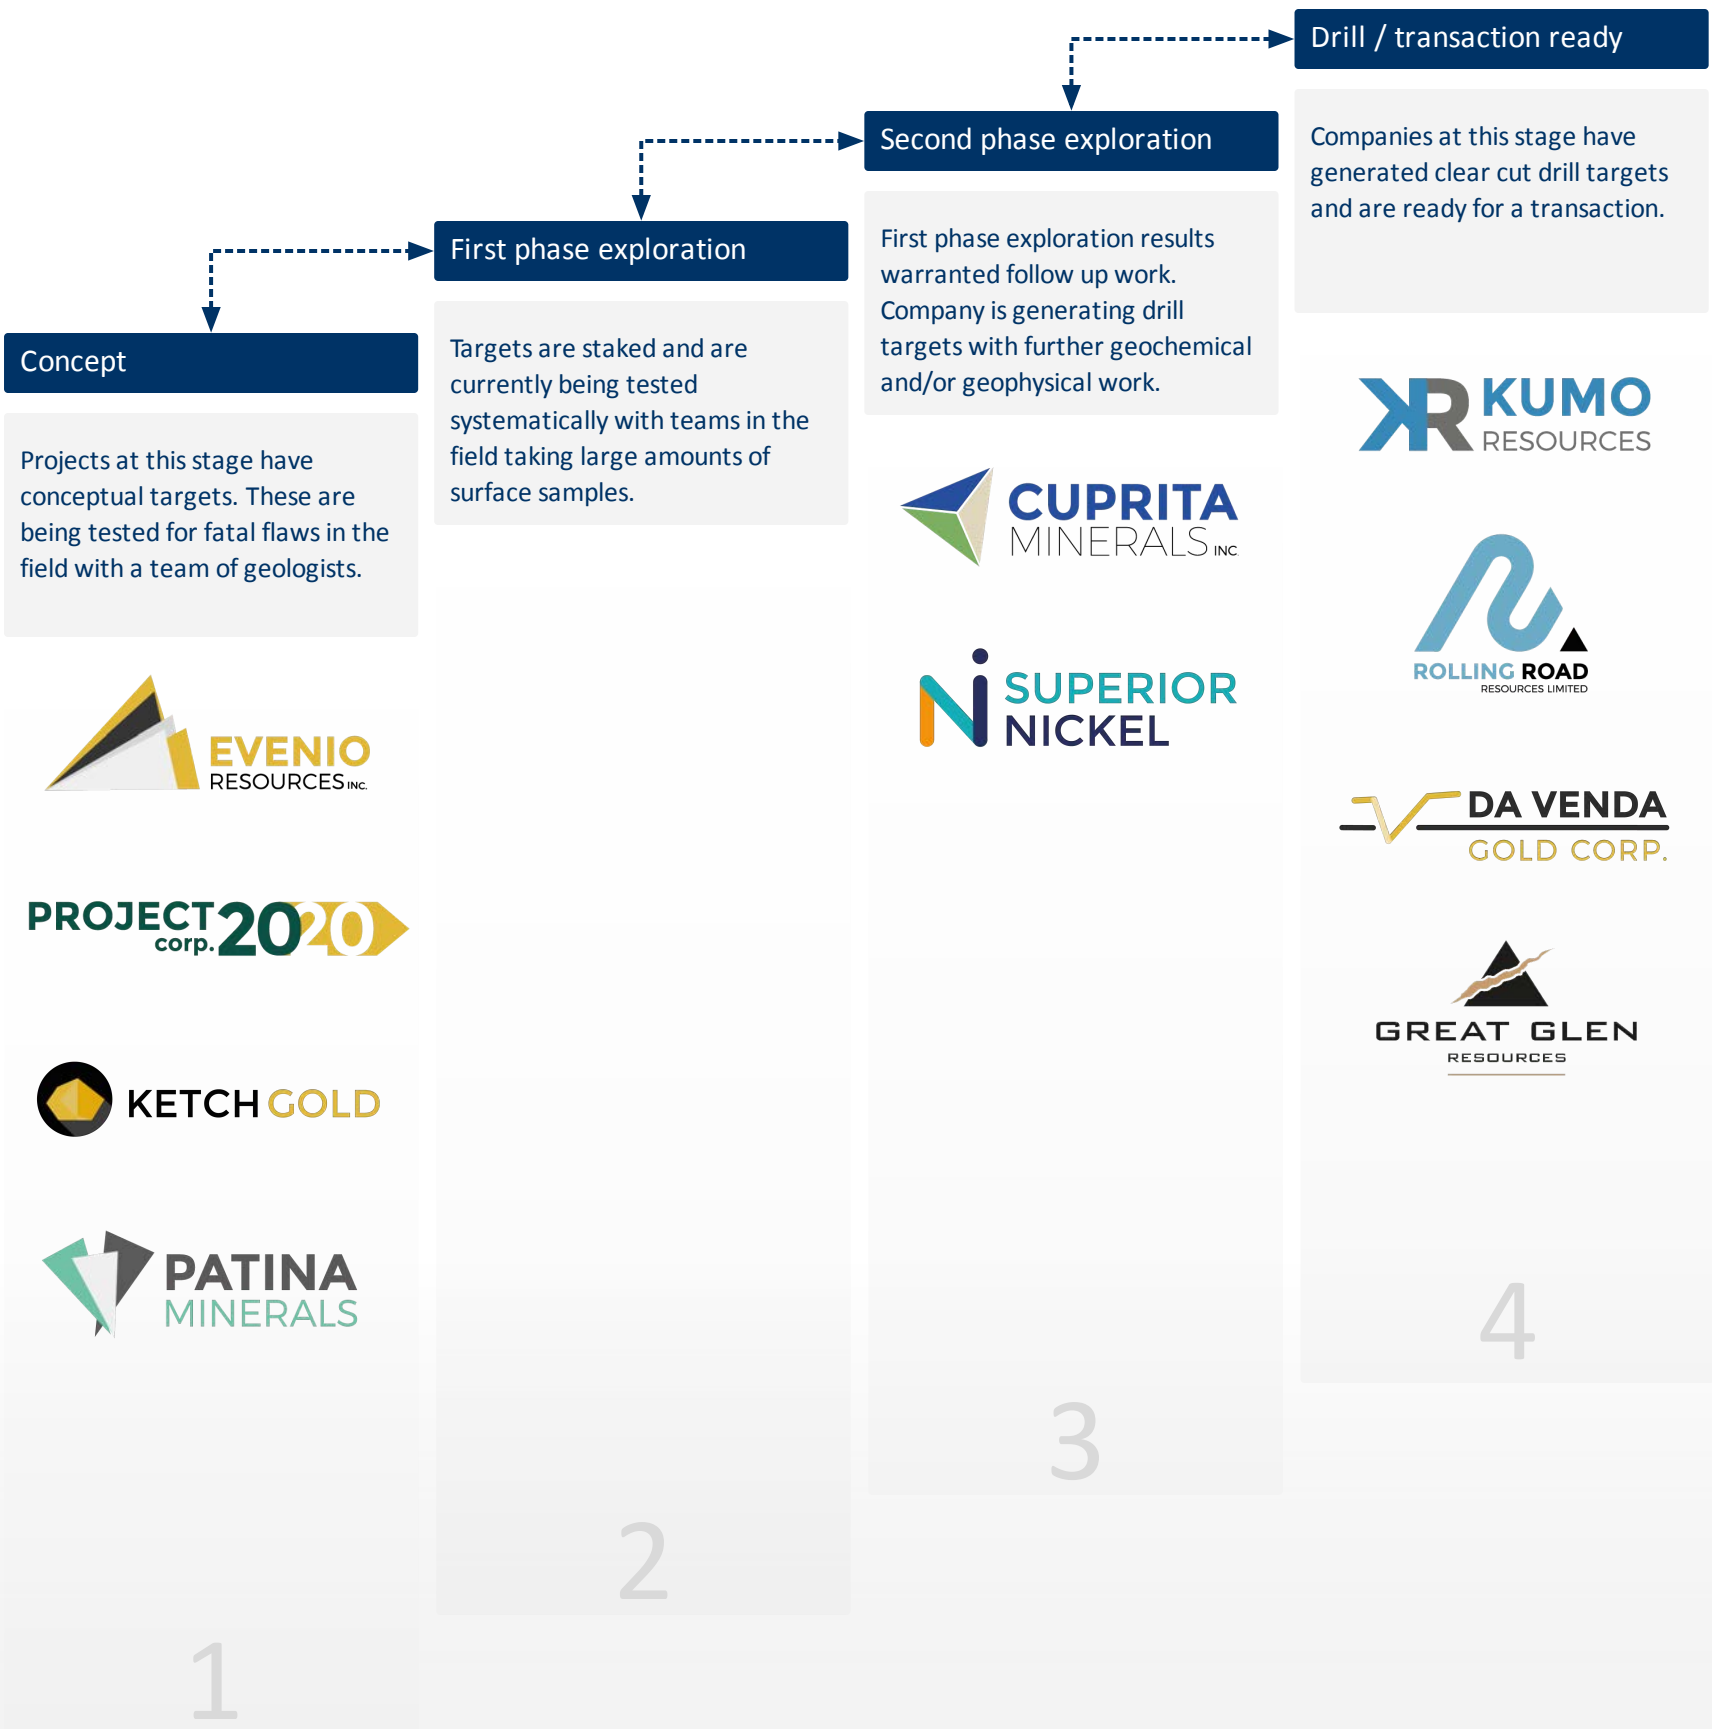 Concept
Projects at this stage have
conceptual targets. These are
being tested for fatal flaws in the
field with a team of geologists.
EVENIO
RESOURCES INC.
PROJECT 2020
corp.
KETCH GOLD
PATINA
MINERALS
1
First phase exploration
Targets are staked and are
currently being tested
systematically with teams in the
field taking large amounts of
surface samples.
2
Second phase exploration
First phase exploration results
warranted follow up work.
Company is generating drill
targets with further geochemical
and/or geophysical work.
CUPRITA
MINERALS INC
Ni SUPERIOR
NICKEL
3
Drill / transaction ready
Companies at this stage have
generated clear cut drill targets
and are ready for a transaction.
KR KUMO
RESOURCES
ROLLING ROAD
RESOURCES LIMITED
DA VENDA
GOLD CORP.
GREAT GLEN
RESOURCES
4